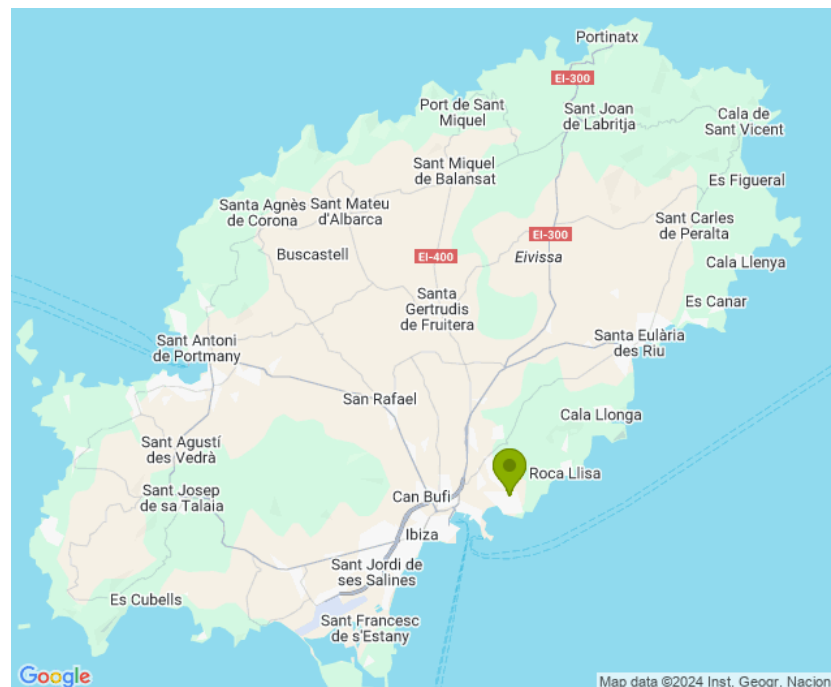 Portinatx
EI-300
Port de Sant
Miquel
Sant Joan
de Labritja
Cala de
Sant Vicent
Sant Miquel
de Balansat
Es Figueral
Santa Agnès
de Corona
Sant Mateu
d'Albarca
Sant Carles
de Peralta
EI-300
Buscastell
EI-400
Eivissa
Cala Llenya
Santa
Gertrudis
de Fruitera
Es Canar
Sant Antoni
de Portmany
Santa Eulària
des Riu
San Rafael
Cala Llonga
Sant Agustí
des Vedrà
Roca Llisa
Sant Josep
de sa Talaia
Can Bufi
Ibiza
Sant Jordi de
ses Salines
Es Cubells
Sant Francesc
de s'Estany
Google
Map data ©2024 Inst. Geogr. Nacion